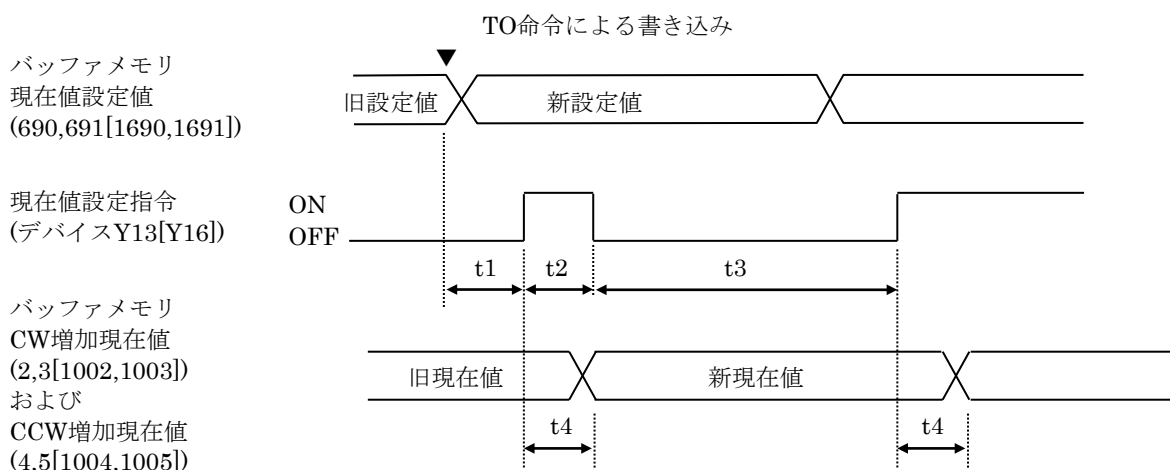 TO命令による書き込み
バッファメモリ
現在値設定値
(690,691[1690,1691])
旧設定値
新設定値
現在値設定指令
(デバイスY13[Y16])
ON
OFF
t1
t2
t3
バッファメモリ
CW増加現在値
(2,3[1002,1003])
および
CCW増加現在値
(4,5[1004,1005])
旧現在値
新現在値
t4
t4